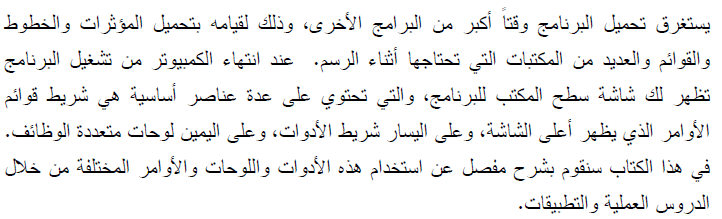 يستغرق تحميل البرنامج وقتاً أكبر من البرامج الأخرى، وذلك لقيامه بتحميل المؤثرات والخطوط
والقوائم والعديد من المكتبات التي تحتاجها أثناء الرسم. عند انتهاء الكمبيوتر من تشغيل البرنامج
تظهر لك شاشة سطح المكتب للبرنامج، والتي تحتوي على عدة عناصر أساسية هي شريط قوائم
الأوامر الذي يظهر أعلى الشاشة، وعلى اليسار شريط الأدوات، وعلى اليمين لوحات متعددة الوظائف.
في هذا الكتاب سنقوم بشرح مفصل عن استخدام هذه الأدوات واللوحات والأوامر المختلفة من خلال
الدروس العملية والتطبيقات.